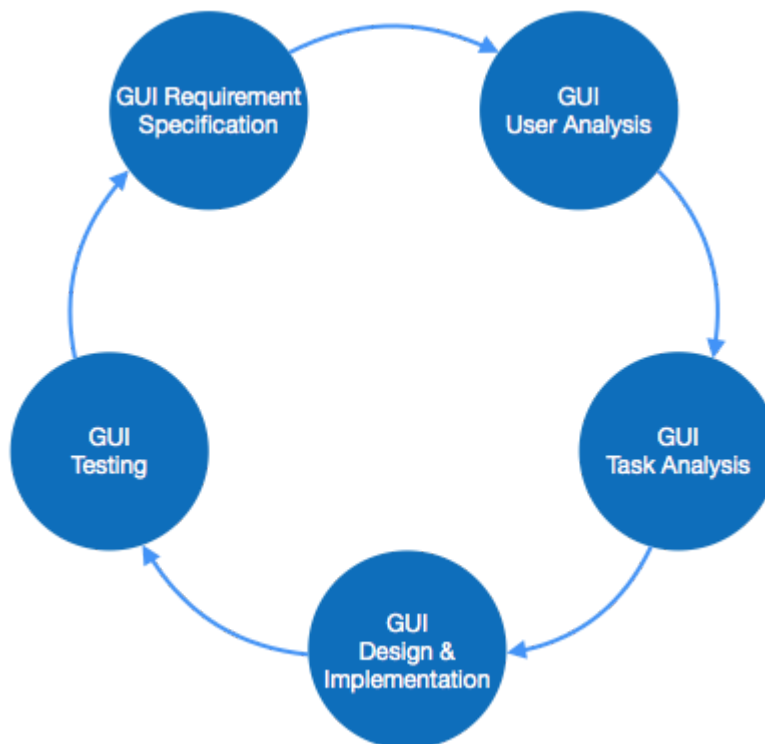 GUI Requirement
Specification
GUI
User Analysis
GUI
Task Analysis
GUI
Design &
Implementation
GUI
Testing